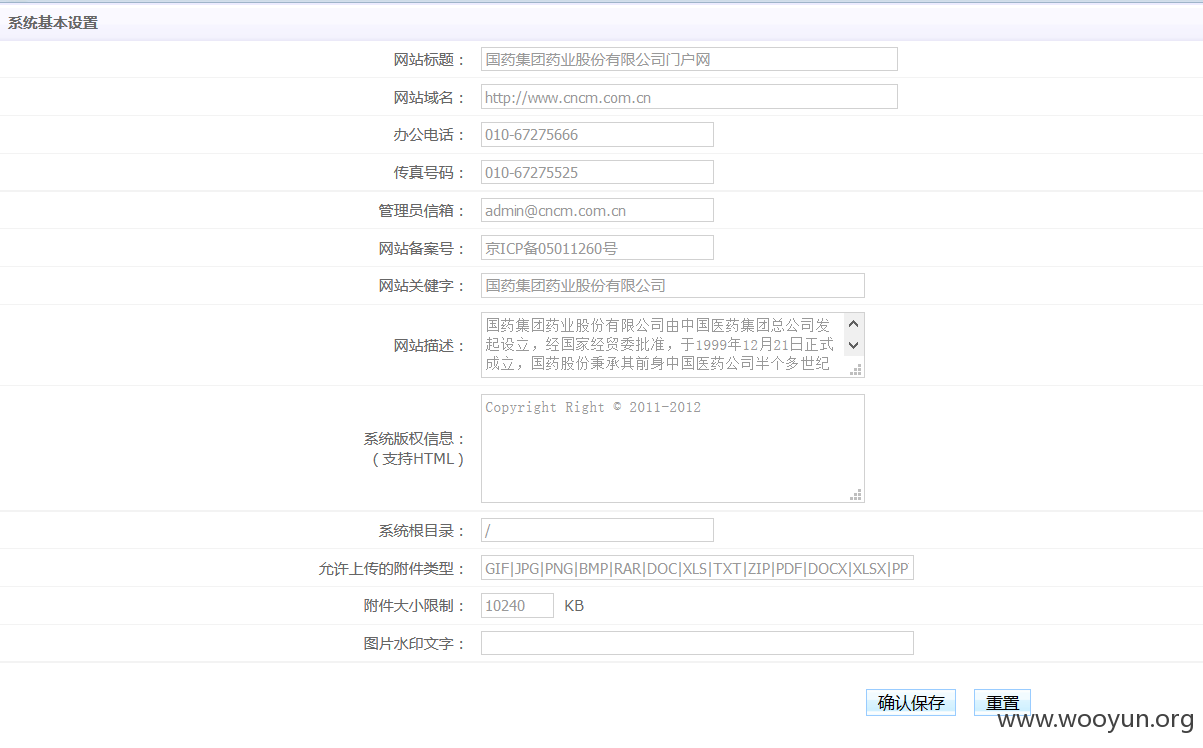 系统基本设置
网站标题： 国药集团药业股份有限公司门户网
网站域名： http://www.cncm.com.cn
办公电话： 010-67275666
传真号码： 010-67275525
管理员信箱： admin@cncm.com.cn
网站备案号： 京ICP备05011260号
网站关健字： 国药集团药业股份有限公司
网站描述： 国药集团药业股份有限公司由中国医药集团总公司发
起设立，经国家经贸委批准，于1999年12月21日正式
成立，国药股份秉承其前身中国医药公司半个多世纪
Copyright Right © 2011-2012
系统版权信息：
（支持HTML）
系统根目录： /
允许上传的附件类型： GIF|JPG|PNG|BMP|RAR|DOC|XLS|TXT|ZIP|PDF|DOCX|XLSX|PP
附件大小限制： 10240 KB
图片水印文字：
确认保存 重置
www.wooyun.org